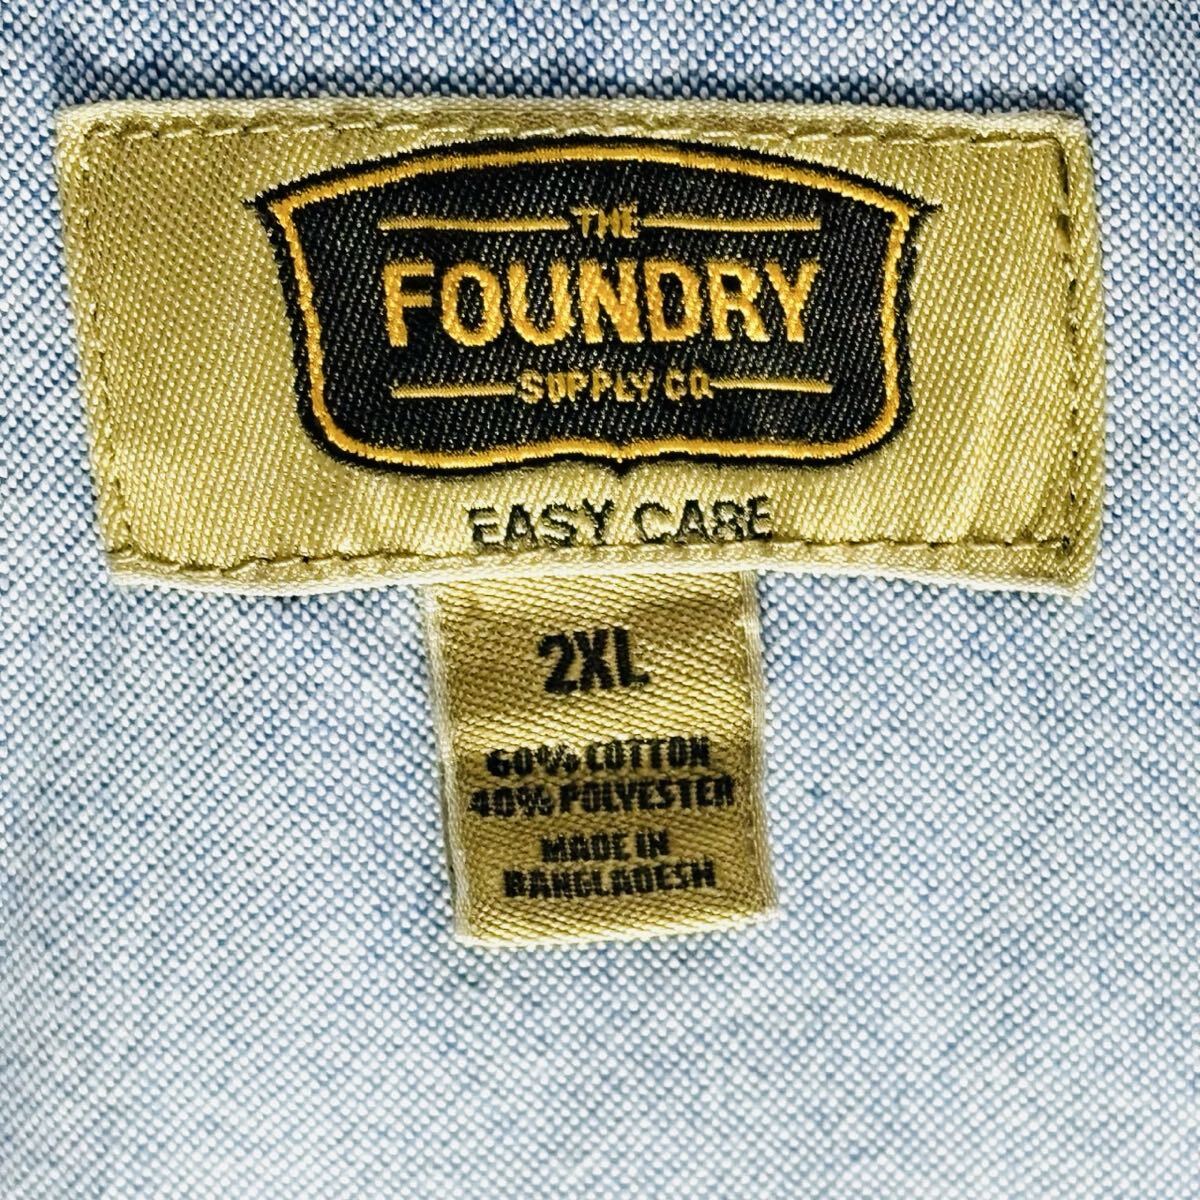 THE
FOUNDRY
SUPPLY CO.
EASY CARE
2XL
60% COTTON
40% POLYESTER
MADE IN
BANGLADESH